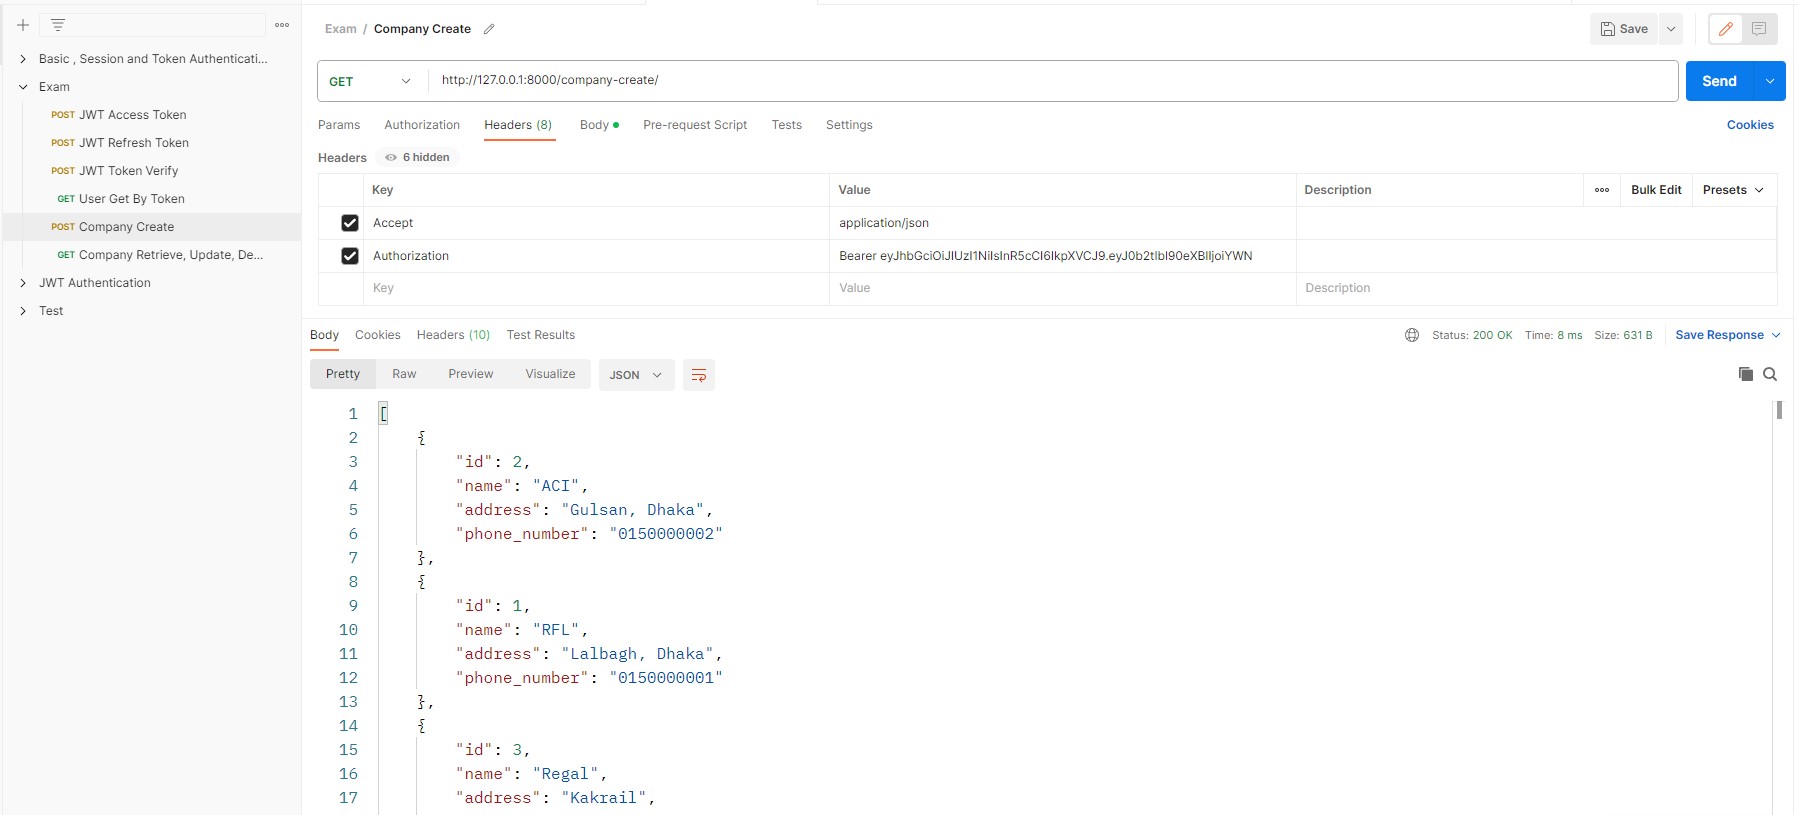 Exam / Company Create
Save
Basic , Session and Token Authenticati...
Exam
POST JWT Access Token
POST JWT Refresh Token
POST JWT Token Verify
GET User Get By Token
POST Company Create
GET Company Retrieve, Update, De...
JWT Authentication
Test
GET http://127.0.0.1:8000/company-create/ Send
Params Authorization Headers (8) Body Pre-request Script Tests Settings Cookies
Headers 6 hidden
Key Value Description Bulk Edit Presets
Accept application/json
Authorization Bearer eyJhbGciOiJIUzI1NiIsInR5cCI6IkpXVCJ9.eyJ0b2tlbl90eXBlIjoiYWN
Key Value Description
Body Cookies Headers (10) Test Results Status: 200 OK Time: 8 ms Size: 631 B Save Response
Pretty Raw Preview Visualize JSON
1 [
2 {
3 "id": 2,
4 "name": "ACI",
5 "address": "Gulsan, Dhaka",
6 "phone_number": "0150000002"
7 },
8 {
9 "id": 1,
10 "name": "RFL",
11 "address": "Lalbagh, Dhaka",
12 "phone_number": "0150000001"
13 },
14 {
15 "id": 3,
16 "name": "Regal",
17 "address": "Kakrail",